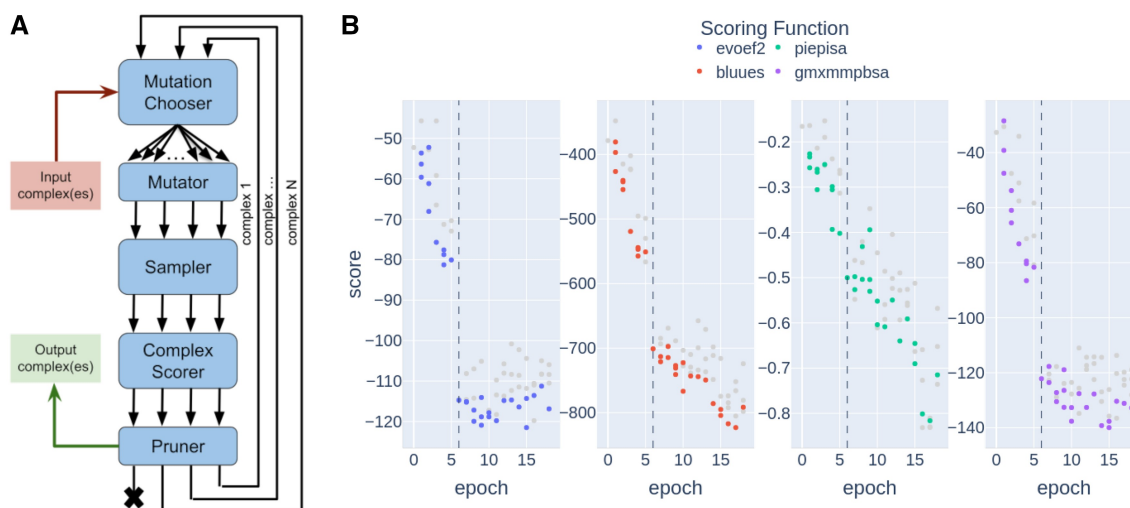 A
Mutation
Chooser
...
Input
complex(es)
Mutator
complex 1
complex ...
complex N
Sampler
Output
complex(es)
Complex
Scorer
Pruner
B
Scoring Function
evoef2
piepisa
bluues
gmxmmpbsa
score
−50
−60
−70
−80
−90
−100
−110
−120
0
5
10
15
epoch
−400
−500
−600
−700
−800
0
5
10
15
epoch
−0.2
−0.3
−0.4
−0.5
−0.6
−0.7
−0.8
0
5
10
15
epoch
−40
−60
−80
−100
−120
−140
0
5
10
15
epoch